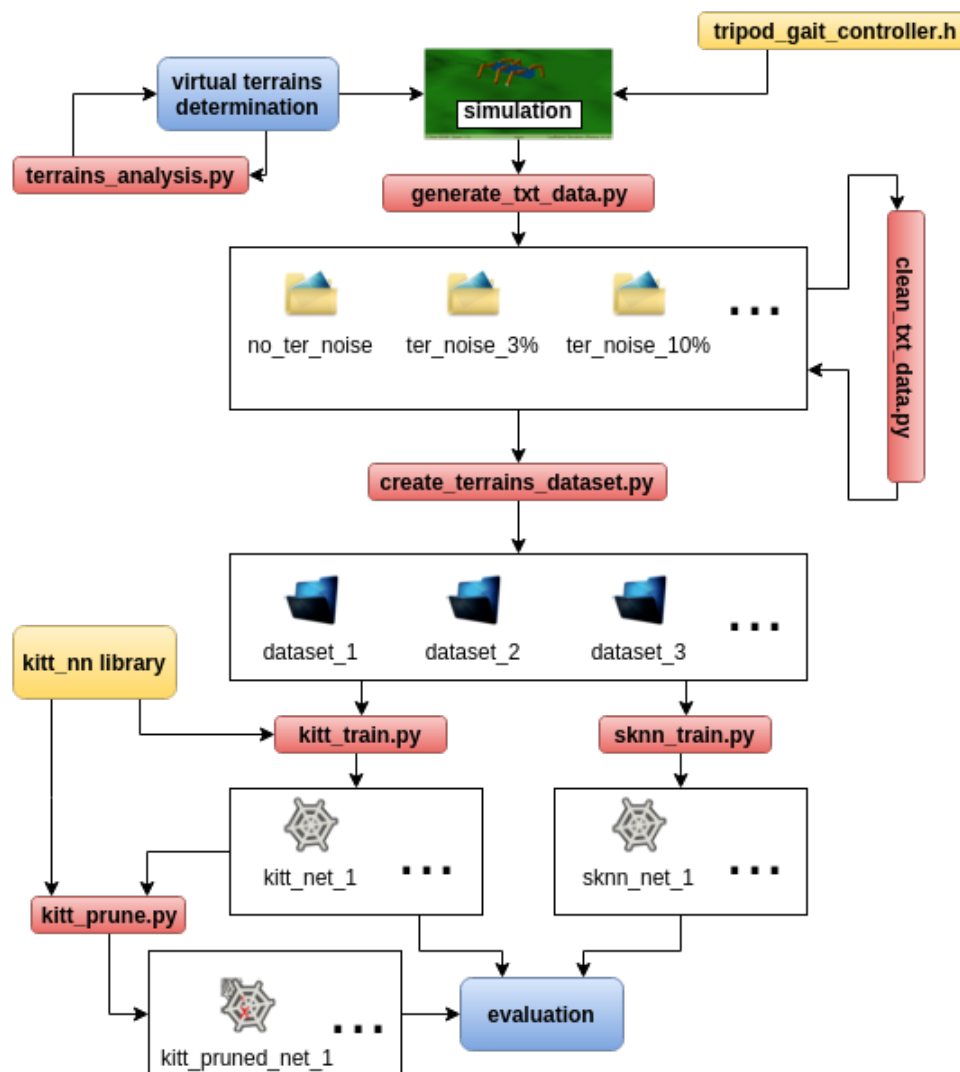 tripod_gait_controller.h
virtual terrains
determination
simulation
terrains_analysis.py
generate_txt_data.py
clean_txt_data.py
no_ter_noise
ter_noise_3%
ter_noise_10%
...
create_terrains_dataset.py
dataset_1
dataset_2
dataset_3
...
kitt_nn library
kitt_train.py
sknn_train.py
kitt_net_1
...
sknn_net_1
...
kitt_prune.py
kitt_pruned_net_1
...
evaluation